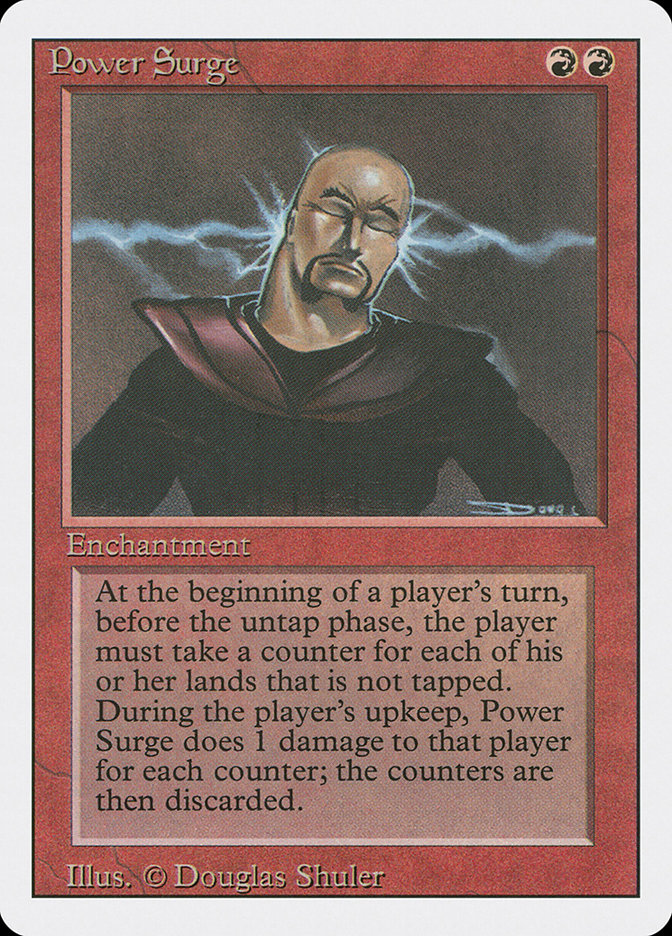 Power Surge
Enchantment
At the beginning of a player's turn,
before the untap phase, the player
must take a counter for each of his
or her lands that is not tapped.
During the player's upkeep, Power
Surge does 1 damage to that player
for each counter; the counters are
then discarded.
Illus. © Douglas Shuler